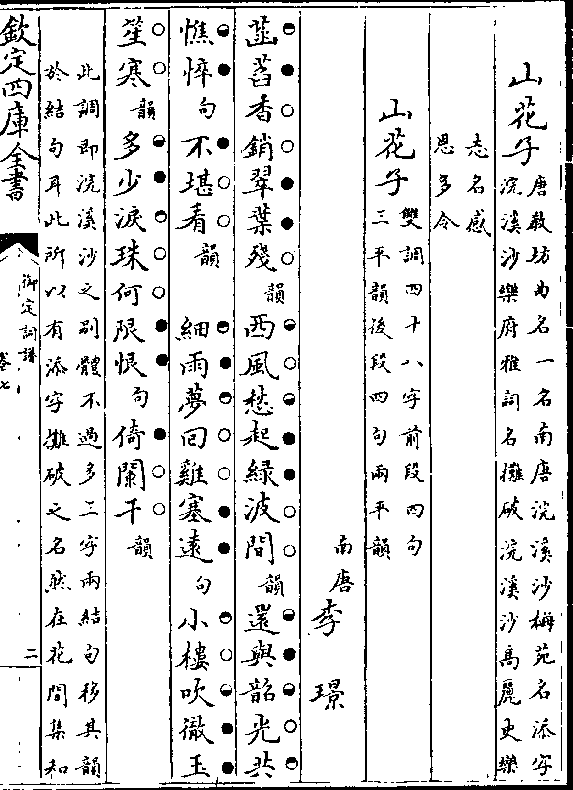 山花子
唐教坊曲名一名南唐浣溪沙梅苑名添字
浣溪沙樂府雅詞名攤破浣溪沙高麗史樂
志名感
恩多令
山花子
雙調四十八字前段四句
三平韻後段四句兩平韻
南唐李璟
菡萏香銷翠葉殘韻西風愁起緑波間韻還與韶光共
憔悴句不堪看韻 細雨夢回雞塞遠句小樓吹徹玉
笙寒韻多少淚珠何限恨句倚闌干韻
此調即浣溪沙之別體不過多三字兩結句移其韻
於結句耳此所以有添字攤破之名然在花間集和
欽定四庫全書
御定詞譜
卷七
二